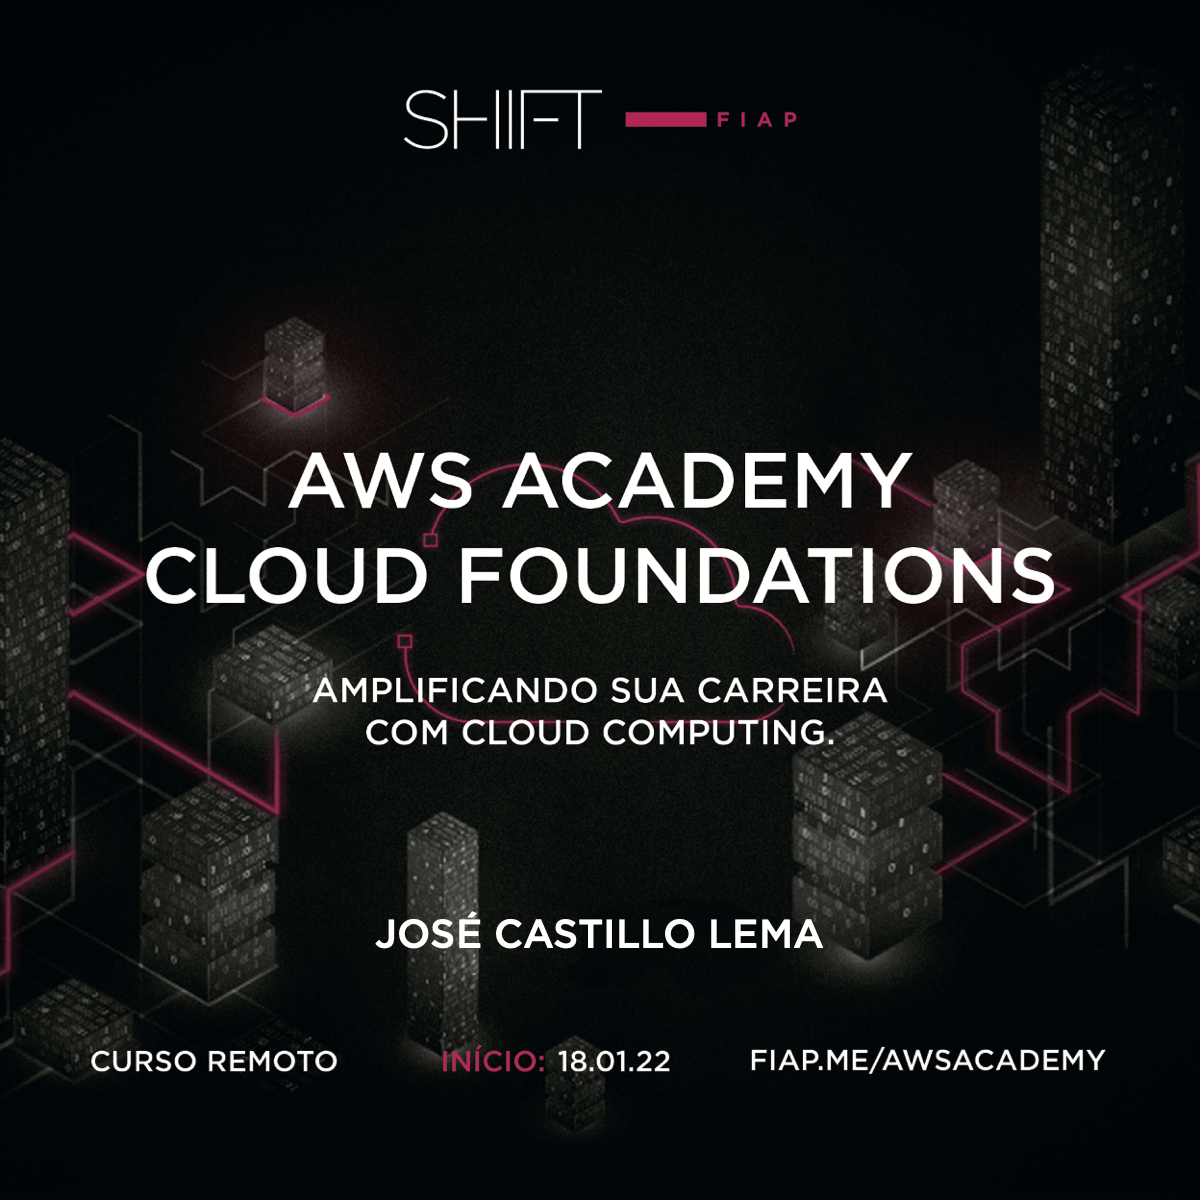 SHIFT FIAP
AWS ACADEMY
CLOUD FOUNDATIONS
AMPLIFICANDO SUA CARREIRA
COM CLOUD COMPUTING.
JOSÉ CASTILLO LEMA
CURSO REMOTO INÍCIO: 18.01.22 FIAP.ME/AWSACADEMY